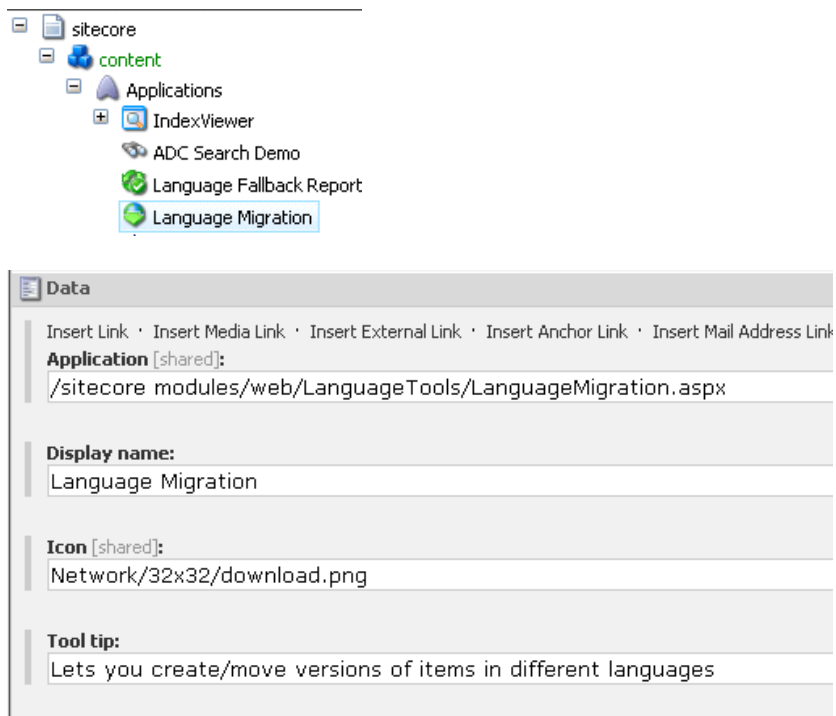 sitecore
content
Applications
IndexViewer
ADC Search Demo
Language Fallback Report
Language Migration
Data
Insert Link · Insert Media Link · Insert External Link · Insert Anchor Link · Insert Mail Address Link
Application [shared]:
/sitecore modules/web/LanguageTools/LanguageMigration.aspx
Display name:
Language Migration
Icon [shared]:
Network/32x32/download.png
Tool tip:
Lets you create/move versions of items in different languages